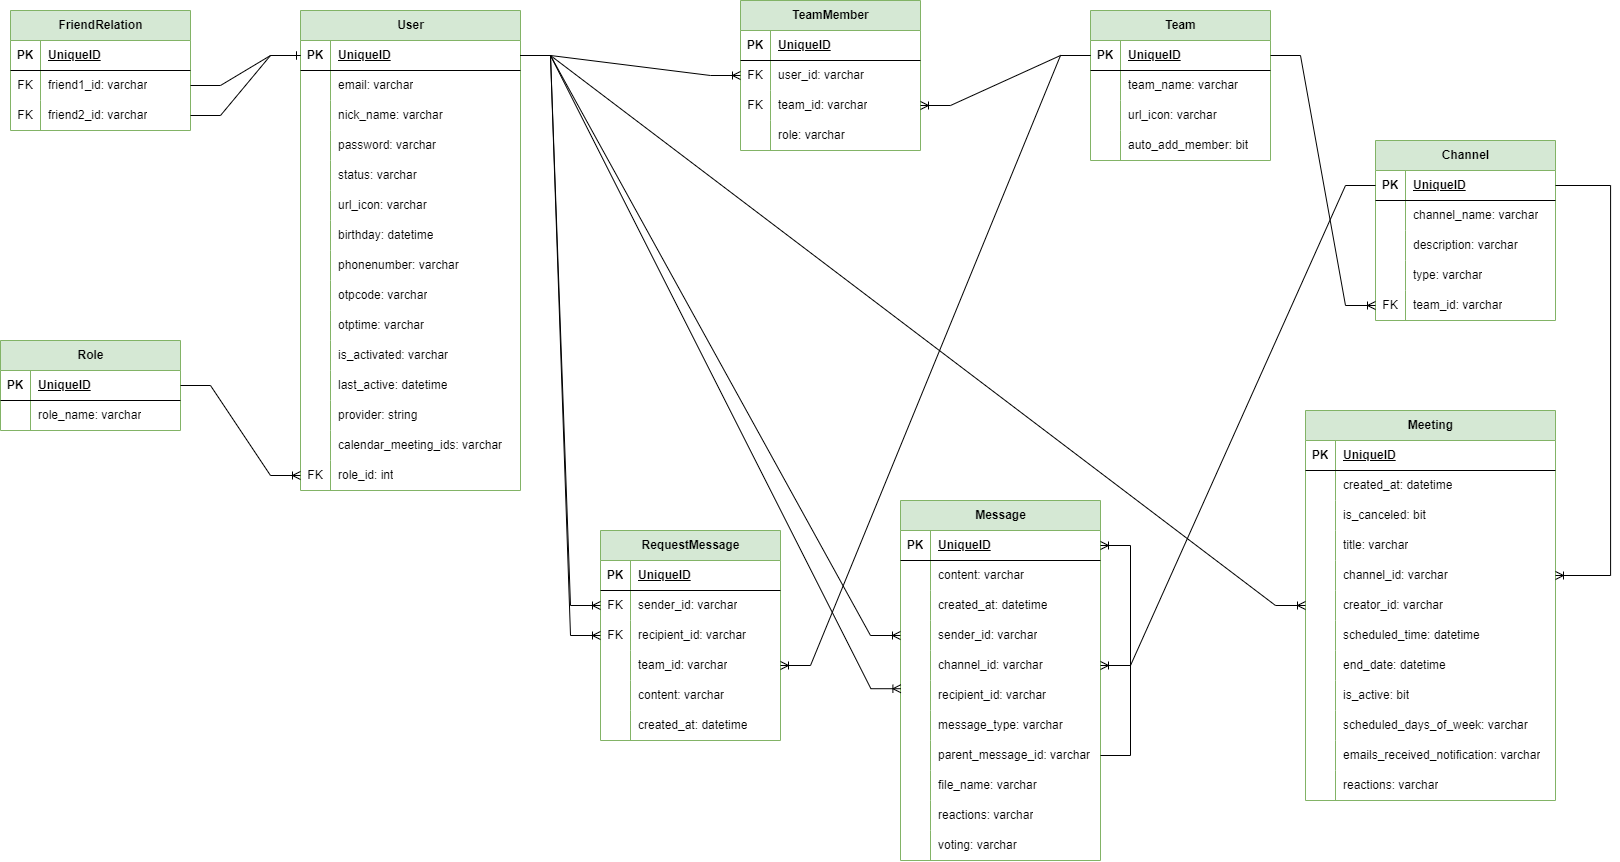 FriendRelation
PK UniqueID
FK friend1_id: varchar
FK friend2_id: varchar
User
PK UniqueID
email: varchar
nick_name: varchar
password: varchar
status: varchar
url_icon: varchar
birthday: datetime
phonenumber: varchar
otpcode: varchar
otptime: varchar
is_activated: varchar
last_active: datetime
provider: string
calendar_meeting_ids: varchar
FK role_id: int
TeamMember
PK UniqueID
FK user_id: varchar
FK team_id: varchar
role: varchar
Team
PK UniqueID
team_name: varchar
url_icon: varchar
auto_add_member: bit
Channel
PK UniqueID
channel_name: varchar
description: varchar
type: varchar
FK team_id: varchar
Role
PK UniqueID
role_name: varchar
RequestMessage
PK UniqueID
FK sender_id: varchar
FK recipient_id: varchar
team_id: varchar
content: varchar
created_at: datetime
Message
PK UniqueID
content: varchar
created_at: datetime
sender_id: varchar
channel_id: varchar
recipient_id: varchar
message_type: varchar
parent_message_id: varchar
file_name: varchar
reactions: varchar
voting: varchar
Meeting
PK UniqueID
created_at: datetime
is_canceled: bit
title: varchar
channel_id: varchar
creator_id: varchar
scheduled_time: datetime
end_date: datetime
is_active: bit
scheduled_days_of_week: varchar
emails_received_notification: varchar
reactions: varchar